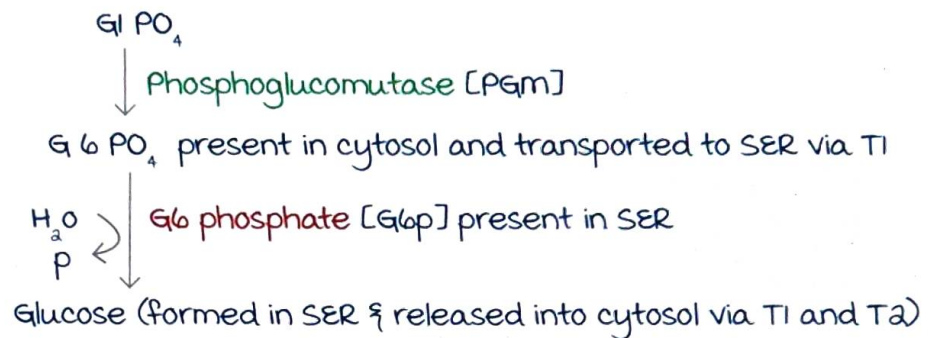 G1 PO₄
Phosphoglucomutase [PGm]
G 6 PO₄ present in cytosol and transported to SER via T1
H₂O
P
G6 phosphate [G6p] present in SER
Glucose (formed in SER & released into cytosol via T1 and T2)